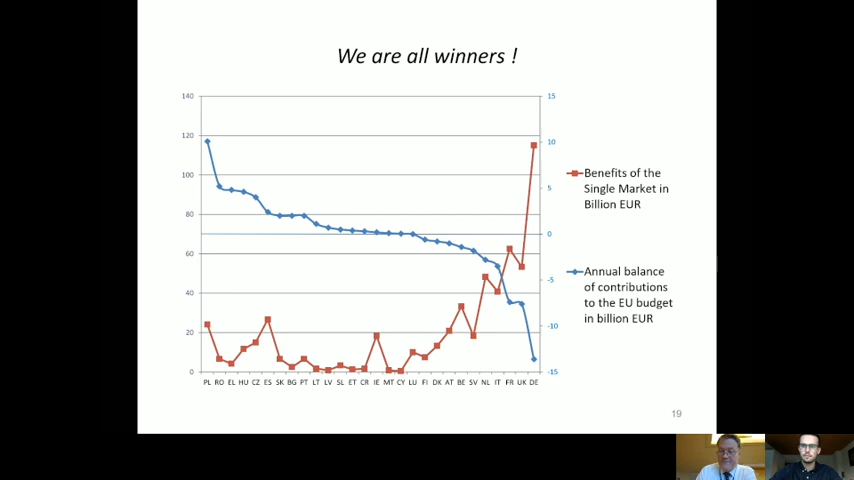 We are all winners !
140
120
100
80
60
40
20
0
15
10
5
0
-5
-10
-15
PL RO EL HU CZ ES SK BG PT LT LV SL ET CR IE MT CY LU FI DK AT BE SV NL IT FR UK DE
Benefits of the
Single Market in
Billion EUR
Annual balance
of contributions
to the EU budget
in billion EUR
19